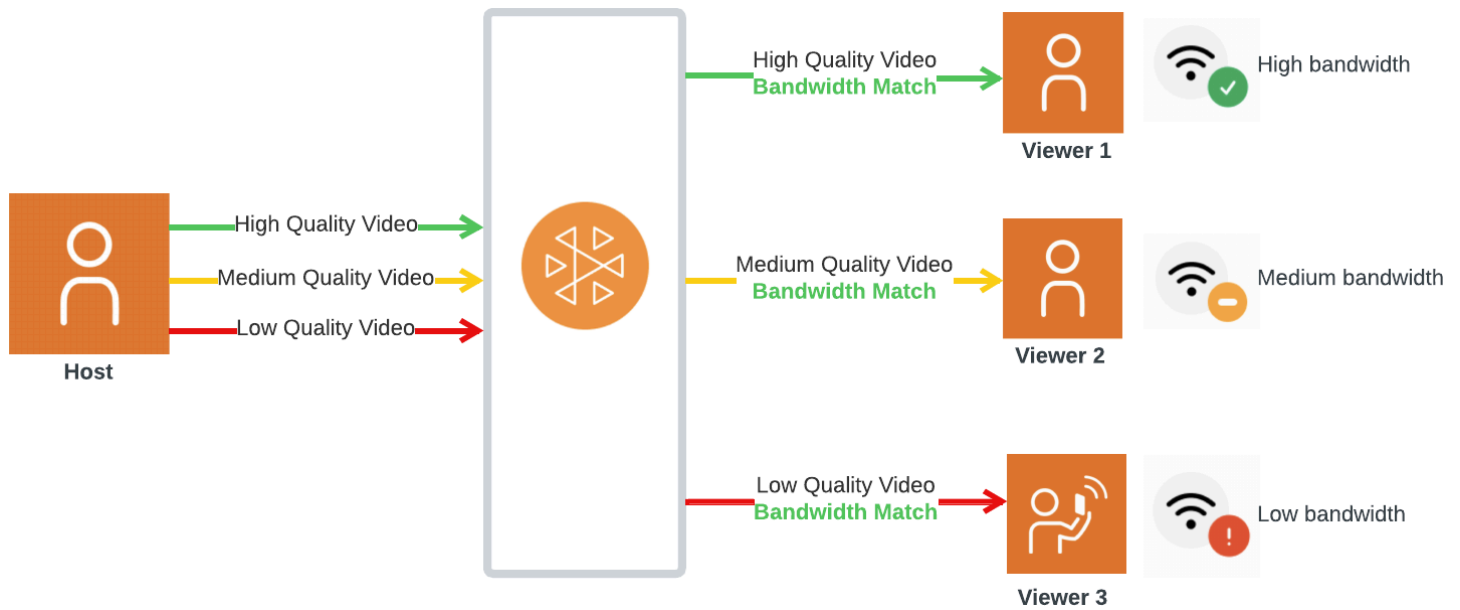 High Quality Video
Medium Quality Video
Low Quality Video
Host
High Quality Video
Bandwidth Match
Viewer 1
High bandwidth
Medium Quality Video
Bandwidth Match
Viewer 2
Medium bandwidth
Low Quality Video
Bandwidth Match
Viewer 3
Low bandwidth